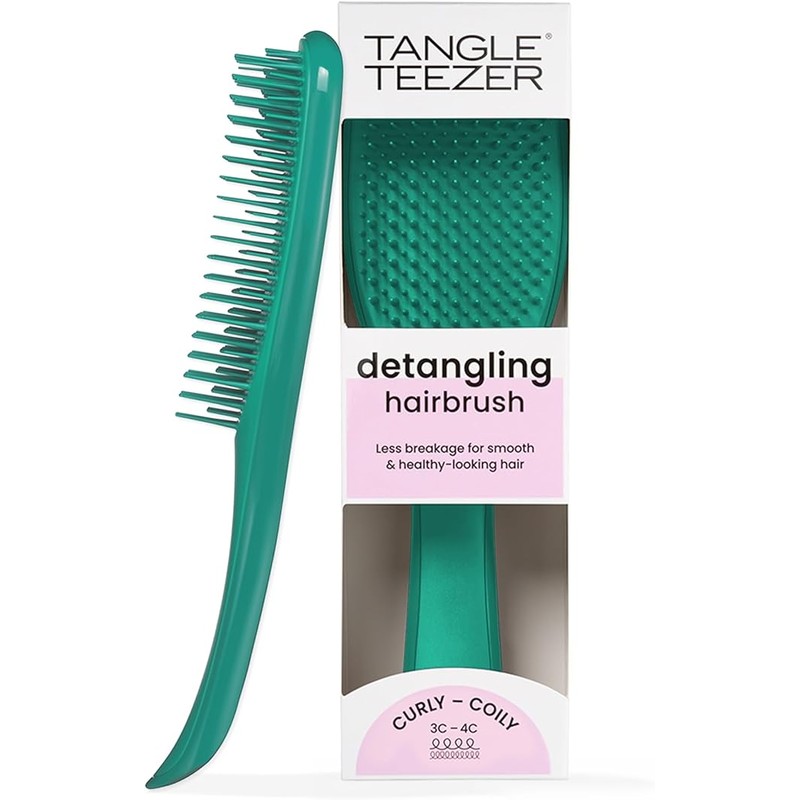 TANGLE®
TEEZER
detangling
hairbrush
Less breakage for smooth
& healthy-looking hair
CURLY – COILY
3C – 4C